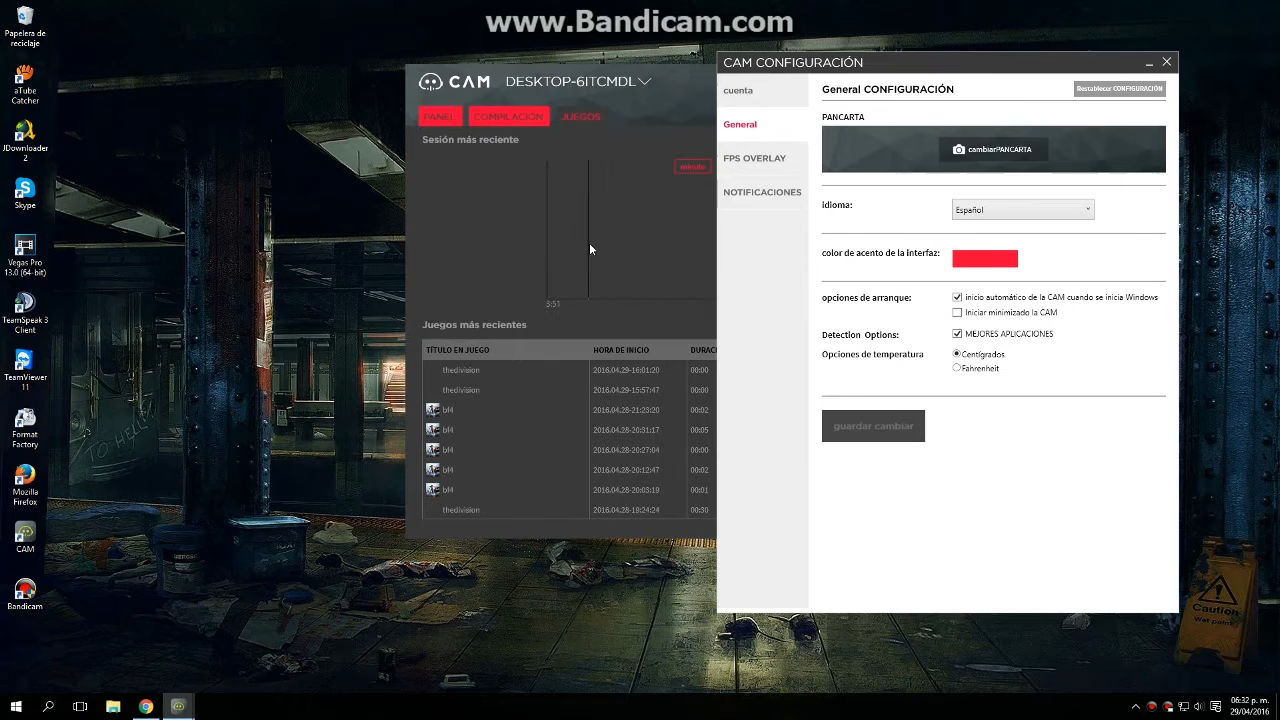 www.Bandicam.com
Papelera de
reciclaje
aTube
Catcher
JDownloader
2
Skype
Vegas
Pro 13.0 (64-bit)
TeamSpeak 3
Client
TeamViewer
11
Format
Factory
Mozilla
Firefox
CAM
Bandicam
CAM DESKTOP-6ITCMDL
PANEL COMPILACIÓN JUEGOS
Sesión más reciente
minuto
3:51
Juegos más recientes
TÍTULO EN JUEGO HORA DE INICIO DURAC
thedivision 2016.04.29-16:01:20 00:00
thedivision 2016.04.29-15:57:47 00:00
bf4 2016.04.28-21:23:20 00:02
bf4 2016.04.28-20:31:17 00:05
bf4 2016.04.28-20:27:04 00:00
bf4 2016.04.28-20:12:47 00:02
bf4 2016.04.28-20:03:19 00:01
thedivision 2016.04.28-19:24:24 00:30
CAM CONFIGURACIÓN
cuenta
General
FPS OVERLAY
NOTIFICACIONES
General CONFIGURACIÓN
Restablecer CONFIGURACIÓN
PANCARTA
cambiarPANCARTA
idioma: Español
color de acento de la interfaz:
opciones de arranque: inicio automático de la CAM cuando se inicia Windows
Iniciar minimizado la CAM
Detection Options: MEJORES APLICACIONES
Opciones de temperatura Centígrados
Fahrenheit
guardar cambiar
Caution
Wet paint
06:32 p. m.
29/04/2016